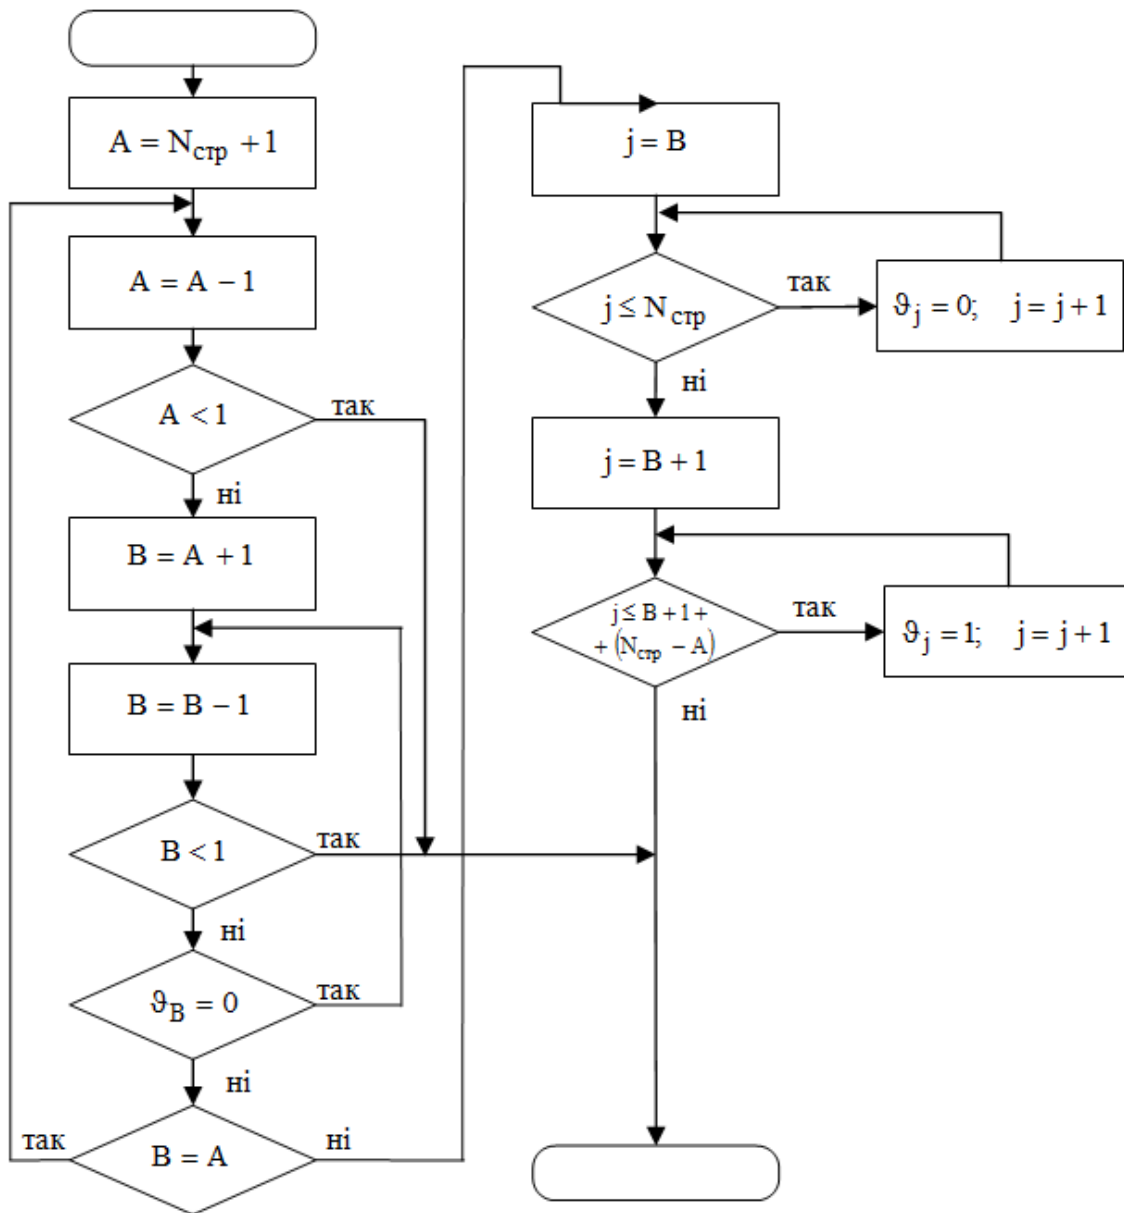 A = Nстр + 1
A = A − 1
A < 1
так
ні
B = A + 1
B = B − 1
B < 1
так
ні
ϑB = 0
так
ні
так
B = A
ні
j = B
j ≤ Nстр
так
ϑj = 0; j = j + 1
ні
j = B + 1
j ≤ B + 1 +
+ (Nстр − A)
так
ϑj = 1; j = j + 1
ні